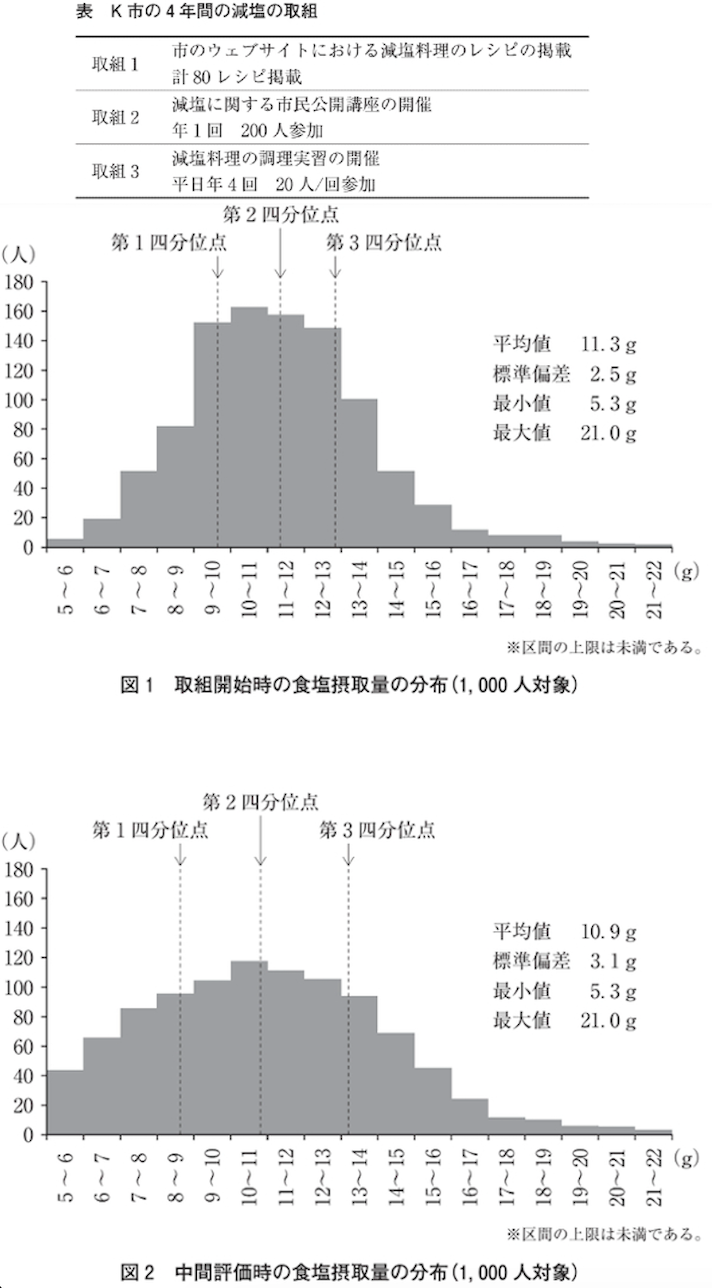 表　K市の4年間の減塩の取組
取組1　市のウェブサイトにおける減塩料理のレシピの掲載
計80レシピ掲載
取組2　減塩に関する市民公開講座の開催
年1回　200人参加
取組3　減塩料理の調理実習の開催
平日年4回　20人/回参加
第2四分位点
第1四分位点　第3四分位点
(人)
180
160
140
120
100
80
60
40
20
0
平均値　11.3g
標準偏差　2.5g
最小値　5.3g
最大値　21.0g
5～6　6～7　7～8　8～9　9～10　10～11　11～12　12～13　13～14　14～15　15～16　16～17　17～18　18～19　19～20　20～21　21～22　(g)
※区間の上限は未満である。
図1　取組開始時の食塩摂取量の分布(1,000人対象)
第2四分位点
第1四分位点　第3四分位点
(人)
180
160
140
120
100
80
60
40
20
0
平均値　10.9g
標準偏差　3.1g
最小値　5.3g
最大値　21.0g
5～6　6～7　7～8　8～9　9～10　10～11　11～12　12～13　13～14　14～15　15～16　16～17　17～18　18～19　19～20　20～21　21～22　(g)
※区間の上限は未満である。
図2　中間評価時の食塩摂取量の分布(1,000人対象)